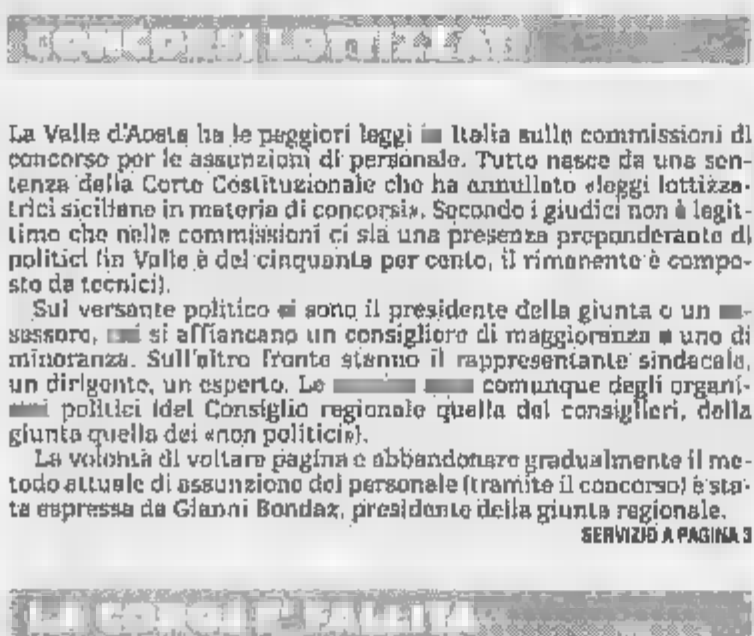 CONCORSI LOTTIZZATI
La Valle d'Aosta ha le peggiori leggi in Italia sulle commissioni di
concorso per le assunzioni di personale. Tutto nasce da una sen-
tenza della Corte Costituzionale che ha annullato «leggi lottizza-
trici siciliane in materia di concorsi». Secondo i giudici non è legit-
timo che nelle commissioni ci sia una presenza preponderante di
politici (in Valle è del cinquanta per cento, il rimanente è compo-
sto da tecnici).
Sul versante politico ci sono il presidente della giunta o un as-
sessore, cui si affiancano un consigliere di maggioranza e uno di
minoranza. Sull'altro fronte stanno il rappresentante sindacale,
un dirigente, un esperto. Le comunque degli organi-
smi politici (del Consiglio regionale quella dei consiglieri, della
giunta quella dei «non politici»).
La volontà di voltare pagina e abbandonare gradualmente il me-
todo attuale di assunzione del personale (tramite il concorso) è sta-
ta espressa da Gianni Bondaz, presidente della giunta regionale.
SERVIZIO A PAGINA 3